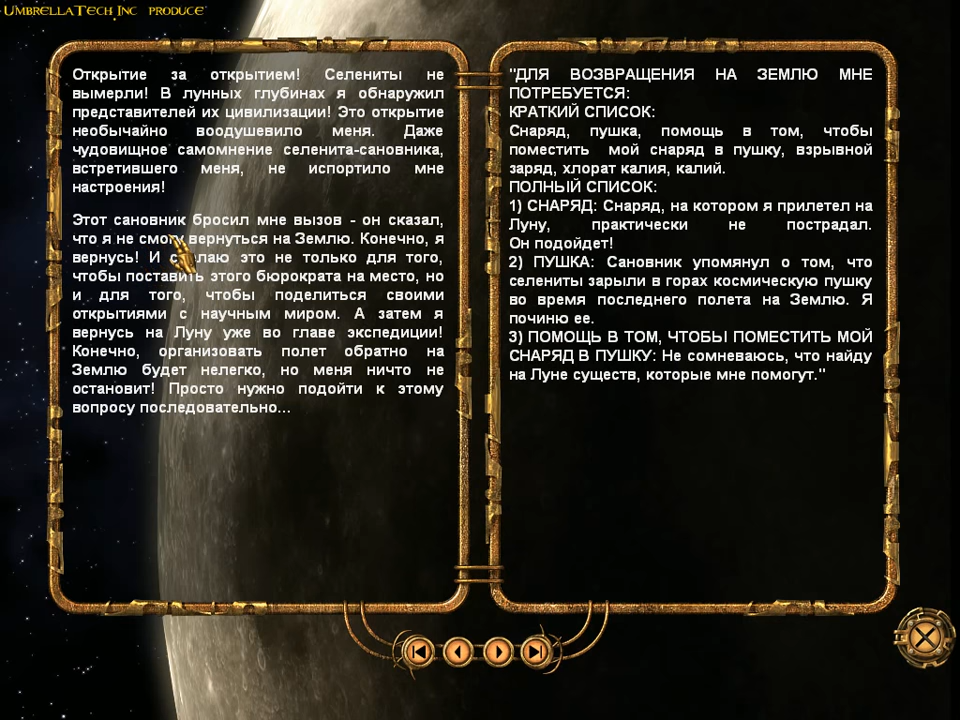 UmbrellaTech Inc produce
Открытие за открытием! Селениты не
вымерли! В лунных глубинах я обнаружил
представителей их цивилизации! Это открытие
необычайно воодушевило меня. Даже
чудовищное самомнение селенита-сановника,
встретившего меня, не испортило мне
настроения!
Этот сановник бросил мне вызов - он сказал,
что я не смогу вернуться на Землю. Конечно, я
вернусь! И сделаю это не только для того,
чтобы поставить этого бюрократа на место, но
и для того, чтобы поделиться своими
открытиями с научным миром. А затем я
вернусь на Луну уже во главе экспедиции!
Конечно, организовать полет обратно на
Землю будет нелегко, но меня ничто не
остановит! Просто нужно подойти к этому
вопросу последовательно...
"ДЛЯ ВОЗВРАЩЕНИЯ НА ЗЕМЛЮ МНЕ
ПОТРЕБУЕТСЯ:
КРАТКИЙ СПИСОК:
Снаряд, пушка, помощь в том, чтобы
поместить мой снаряд в пушку, взрывной
заряд, хлорат калия, калий.
ПОЛНЫЙ СПИСОК:
1) СНАРЯД: Снаряд, на котором я прилетел на
Луну, практически не пострадал.
Он подойдет!
2) ПУШКА: Сановник упомянул о том, что
селениты зарыли в горах космическую пушку
во время последнего полета на Землю. Я
починю ее.
3) ПОМОЩЬ В ТОМ, ЧТОБЫ ПОМЕСТИТЬ МОЙ
СНАРЯД В ПУШКУ: Не сомневаюсь, что найду
на Луне существ, которые мне помогут."